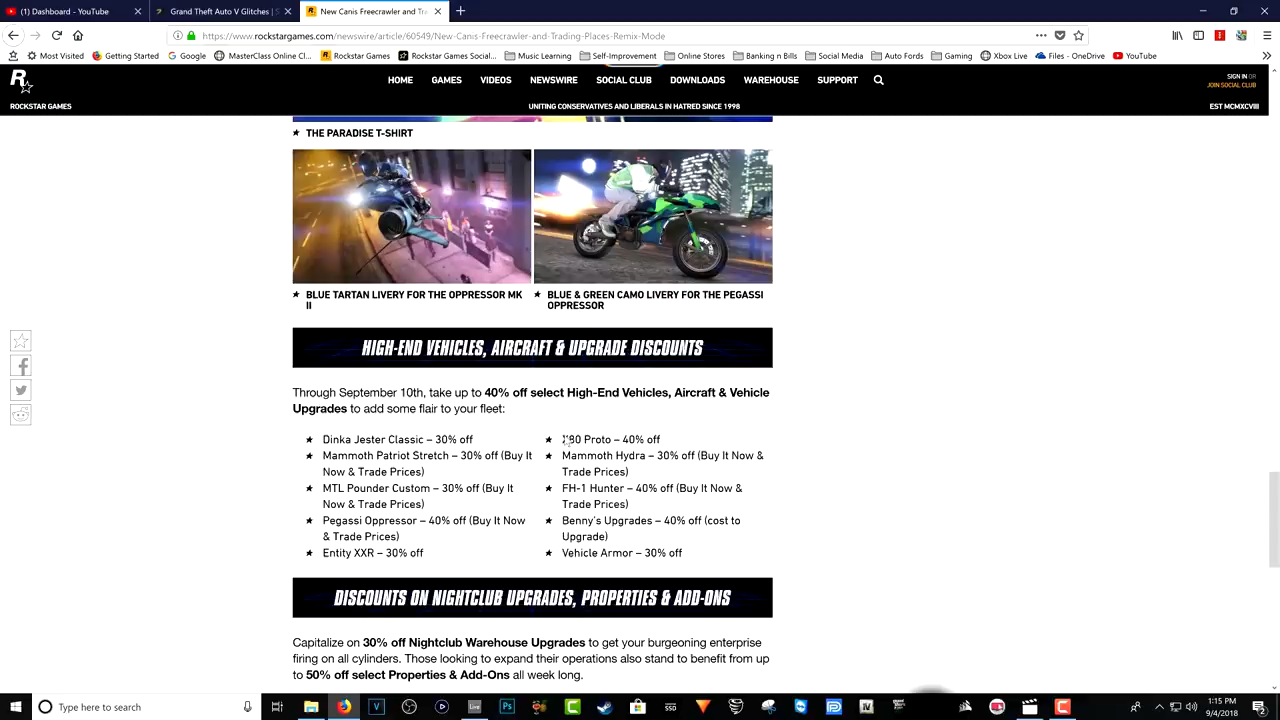 Dashboard - YouTube
Grand Theft Auto V Glitches | S
New Canis Freecrawler and Tra
https://www.rockstargames.com/newswire/article/60549/New-Canis-Freecrawler-and-Trading-Places-Remix-Mode
Most Visited Getting Started Google MasterClass Online Cl... Rockstar Games Rockstar Games Social... Music Learning Self-Improvement Online Stores Banking n Bills Social Media Auto Fords Gaming Xbox Live Files - OneDrive YouTube
HOME GAMES VIDEOS NEWSWIRE SOCIAL CLUB DOWNLOADS WAREHOUSE SUPPORT
SIGN IN OR
JOIN SOCIAL CLUB
ROCKSTAR GAMES UNITING CONSERVATIVES AND LIBERALS IN HATRED SINCE 1998 EST MCMXCVIII
THE PARADISE T-SHIRT
BLUE TARTAN LIVERY FOR THE OPPRESSOR MK
II
BLUE & GREEN CAMO LIVERY FOR THE PEGASSI
OPPRESSOR
HIGH-END VEHICLES, AIRCRAFT & UPGRADE DISCOUNTS
Through September 10th, take up to 40% off select High-End Vehicles, Aircraft & Vehicle
Upgrades to add some flair to your fleet:
Dinka Jester Classic – 30% off
Mammoth Patriot Stretch – 30% off (Buy It
Now & Trade Prices)
MTL Pounder Custom – 30% off (Buy It
Now & Trade Prices)
Pegassi Oppressor – 40% off (Buy It Now
& Trade Prices)
Entity XXR – 30% off
X80 Proto – 40% off
Mammoth Hydra – 30% off (Buy It Now &
Trade Prices)
FH-1 Hunter – 40% off (Buy It Now &
Trade Prices)
Benny's Upgrades – 40% off (cost to
Upgrade)
Vehicle Armor – 30% off
DISCOUNTS ON NIGHTCLUB UPGRADES, PROPERTIES & ADD-ONS
Capitalize on 30% off Nightclub Warehouse Upgrades to get your burgeoning enterprise
firing on all cylinders. Those looking to expand their operations also stand to benefit from up
to 50% off select Properties & Add-Ons all week long.
Type here to search
1:15 PM
9/4/2018